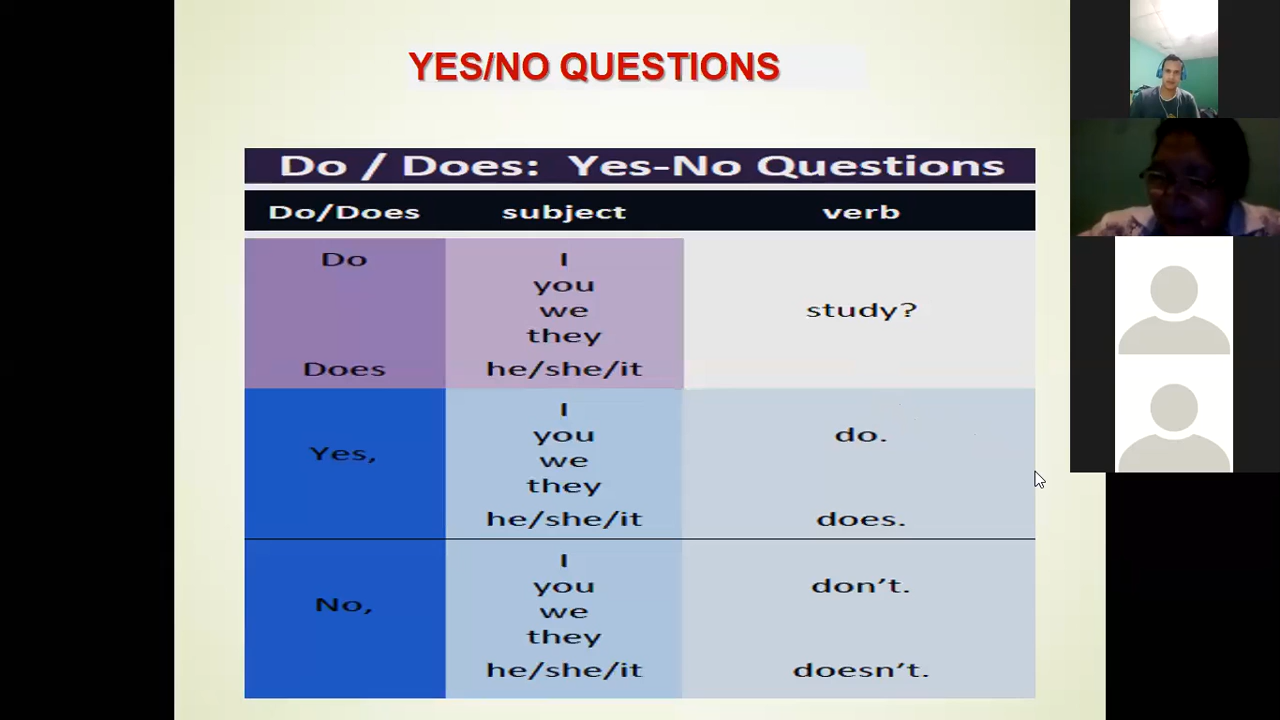 YES/NO QUESTIONS
Do / Does: Yes-No Questions
Do/Does subject verb
Do I
you
we study?
they
Does he/she/it
I
you do.
Yes, we
they
he/she/it does.
I
you don’t.
No, we
they
he/she/it doesn’t.